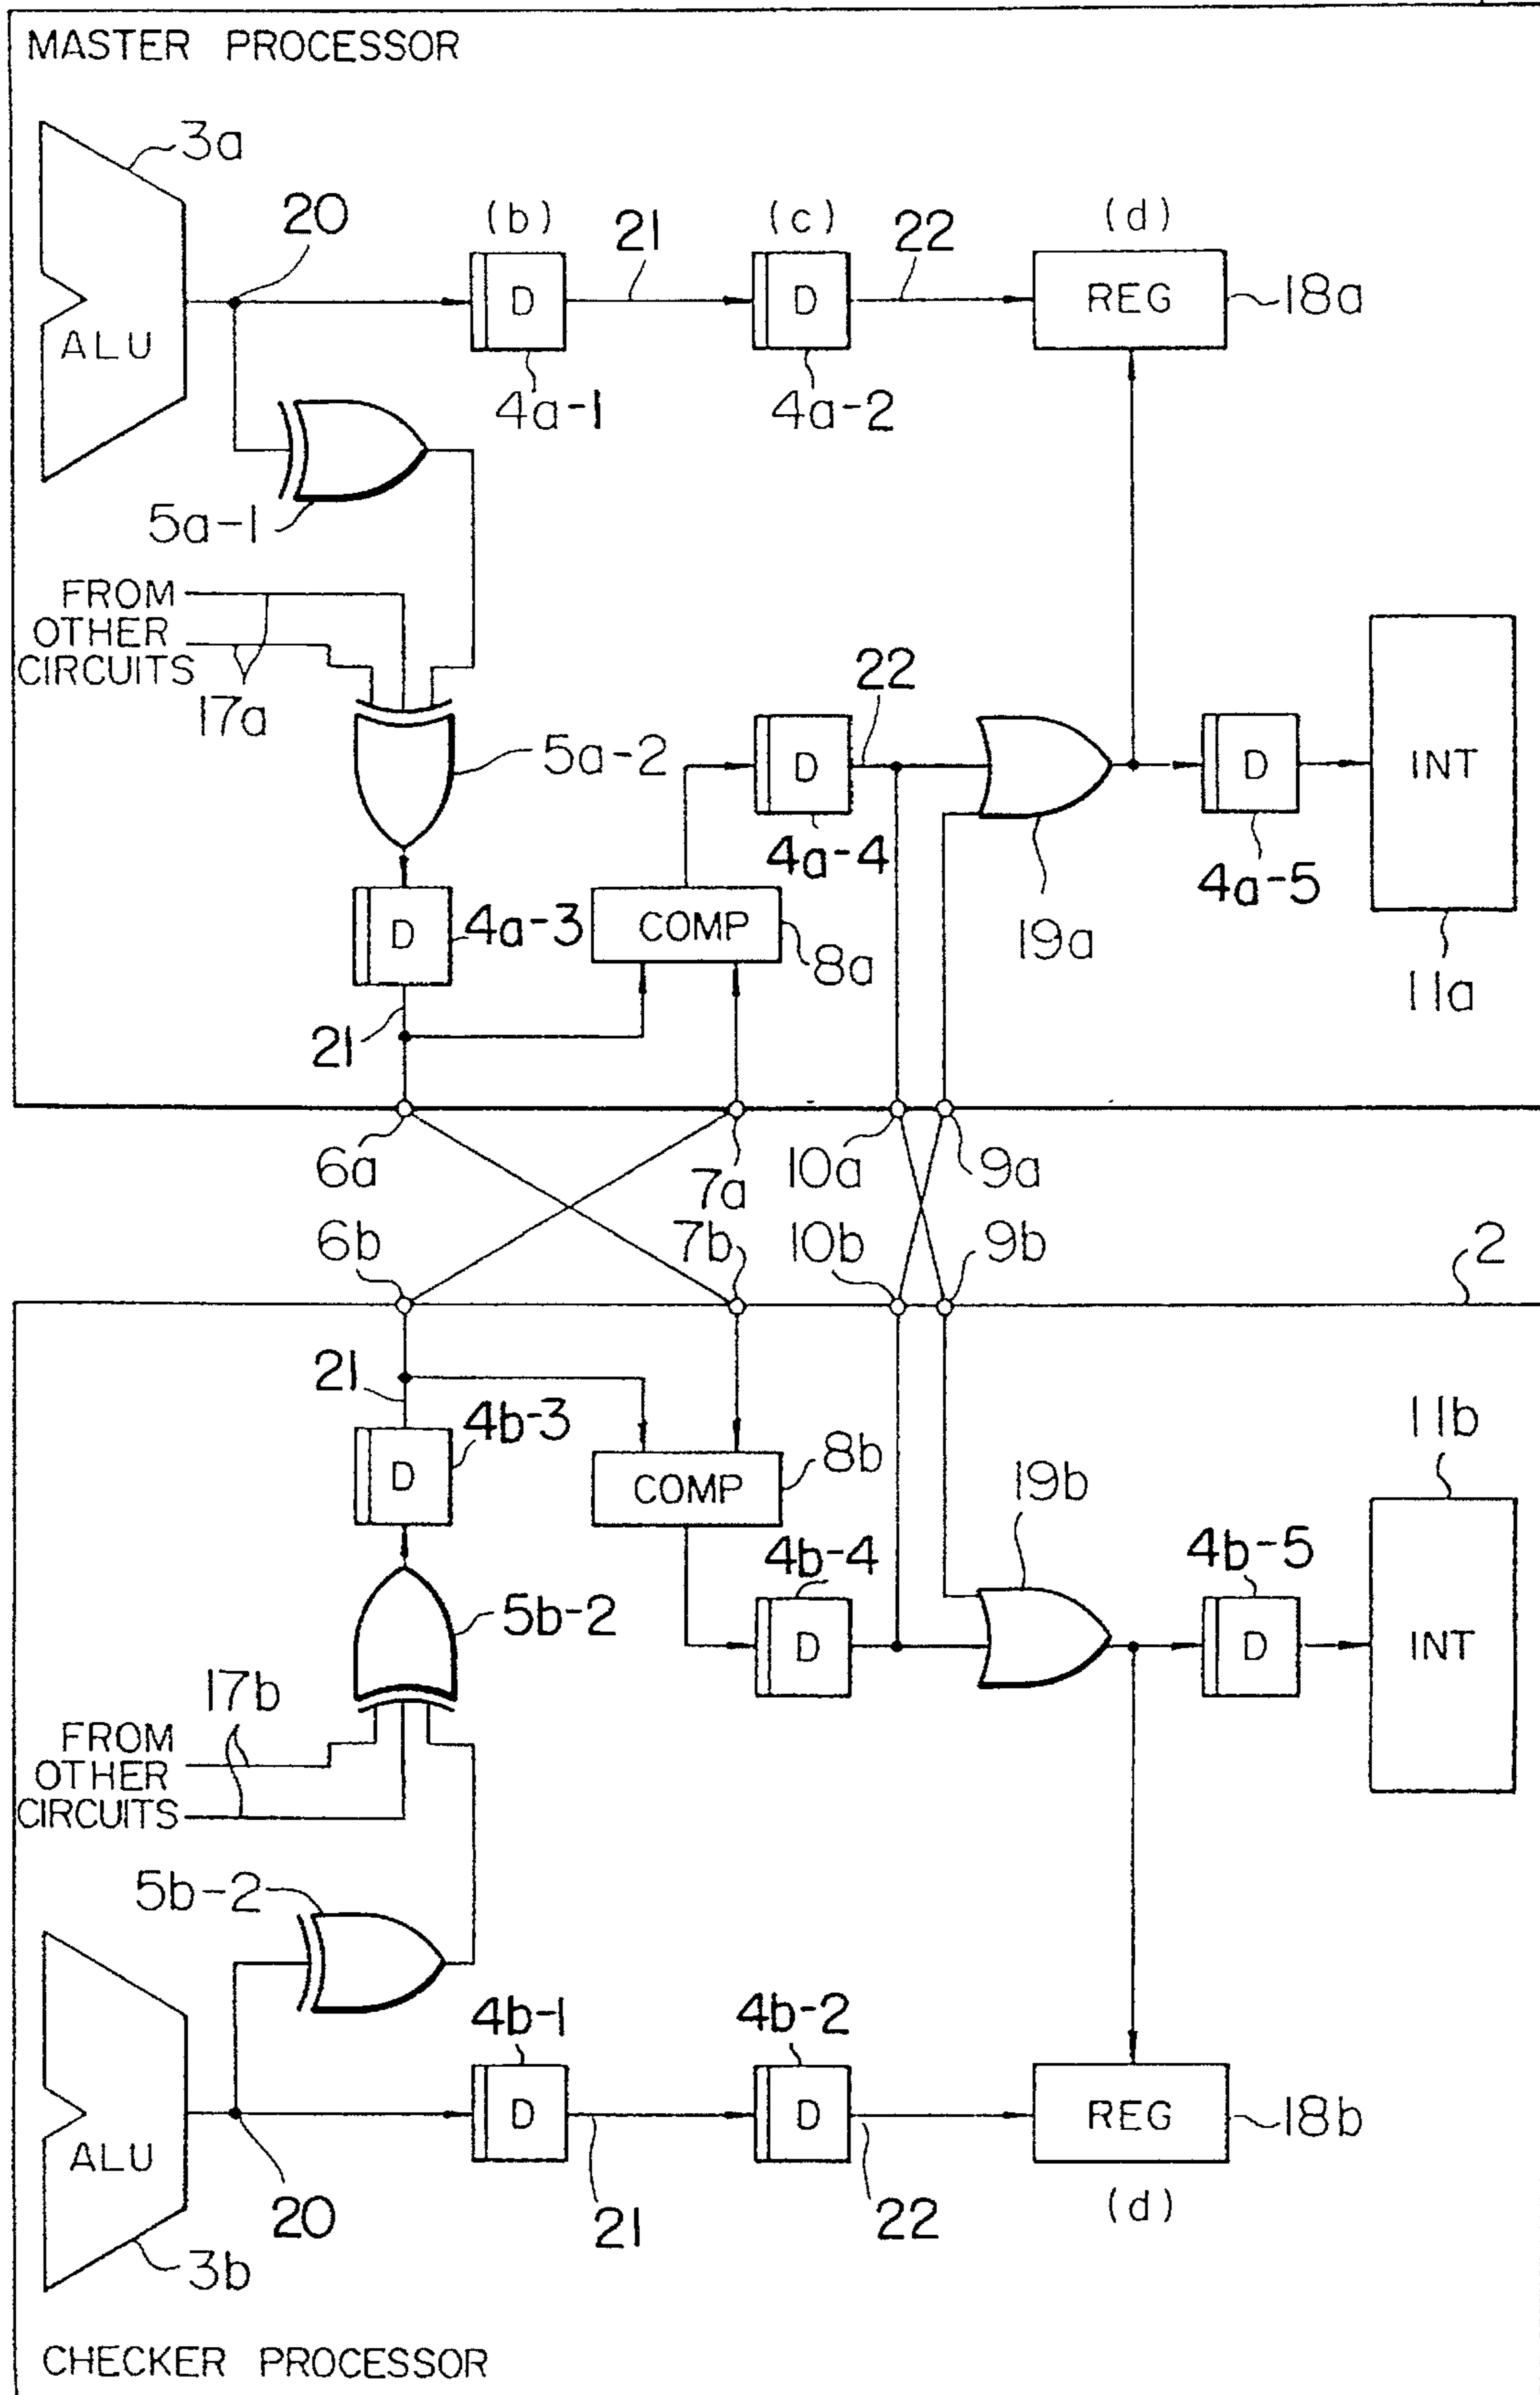 MASTER PROCESSOR
3a
20
(b)
21
(c)
22
(d)
ALU
D
D
REG
18a
4a-1
4a-2
5a-1
FROM
OTHER
CIRCUITS
17a
5a-2
22
D
INT
4a-4
4a-5
D
4a-3
COMP
8a
19a
11a
D
21
6a
7a
10a
9a
6b
7b
10b
9b
2
21
4b-3
D
COMP
8b
11b
19b
4b-4
4b-5
5b-2
D
D
INT
17b
FROM
OTHER
CIRCUITS
5b-2
4b-1
4b-2
ALU
D
D
REG
18b
20
21
22
(d)
3b
CHECKER PROCESSOR